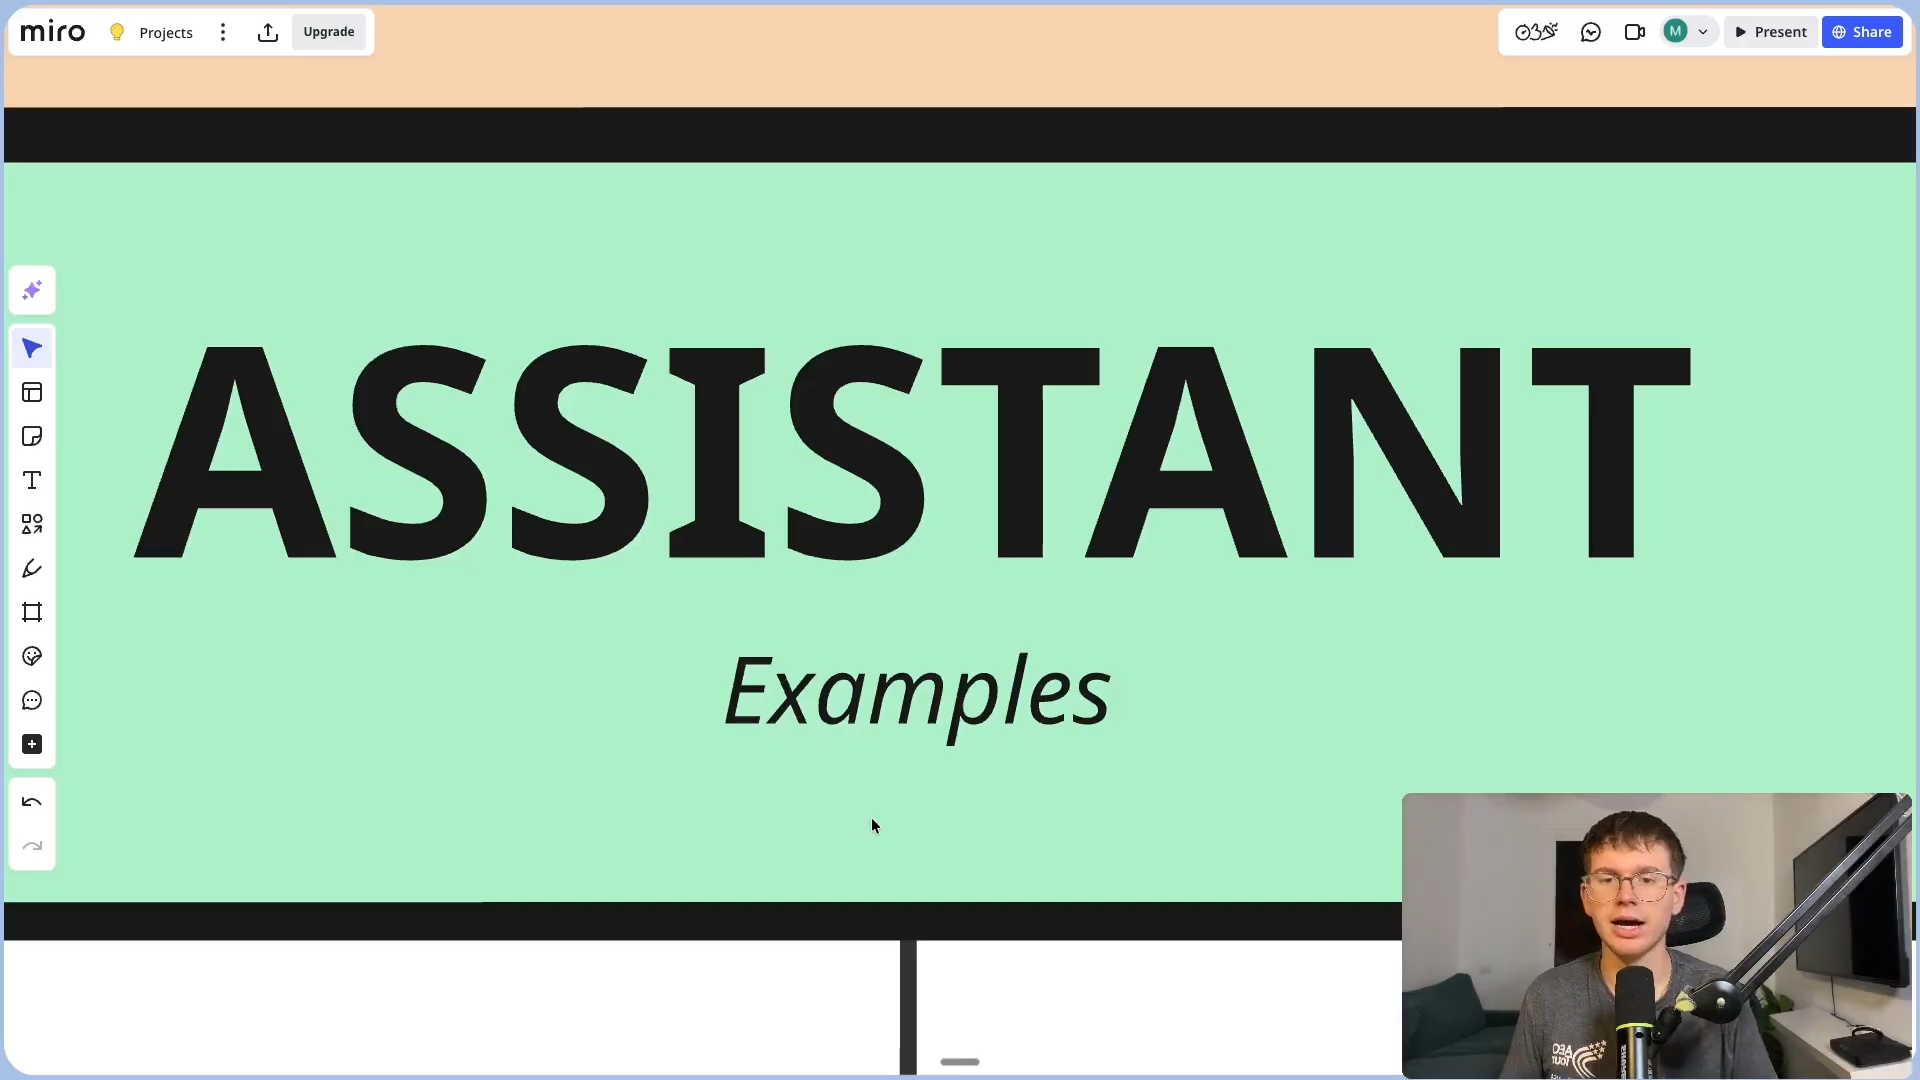 miro
Projects
Upgrade
M
Present
Share
ASSISTANT
Examples